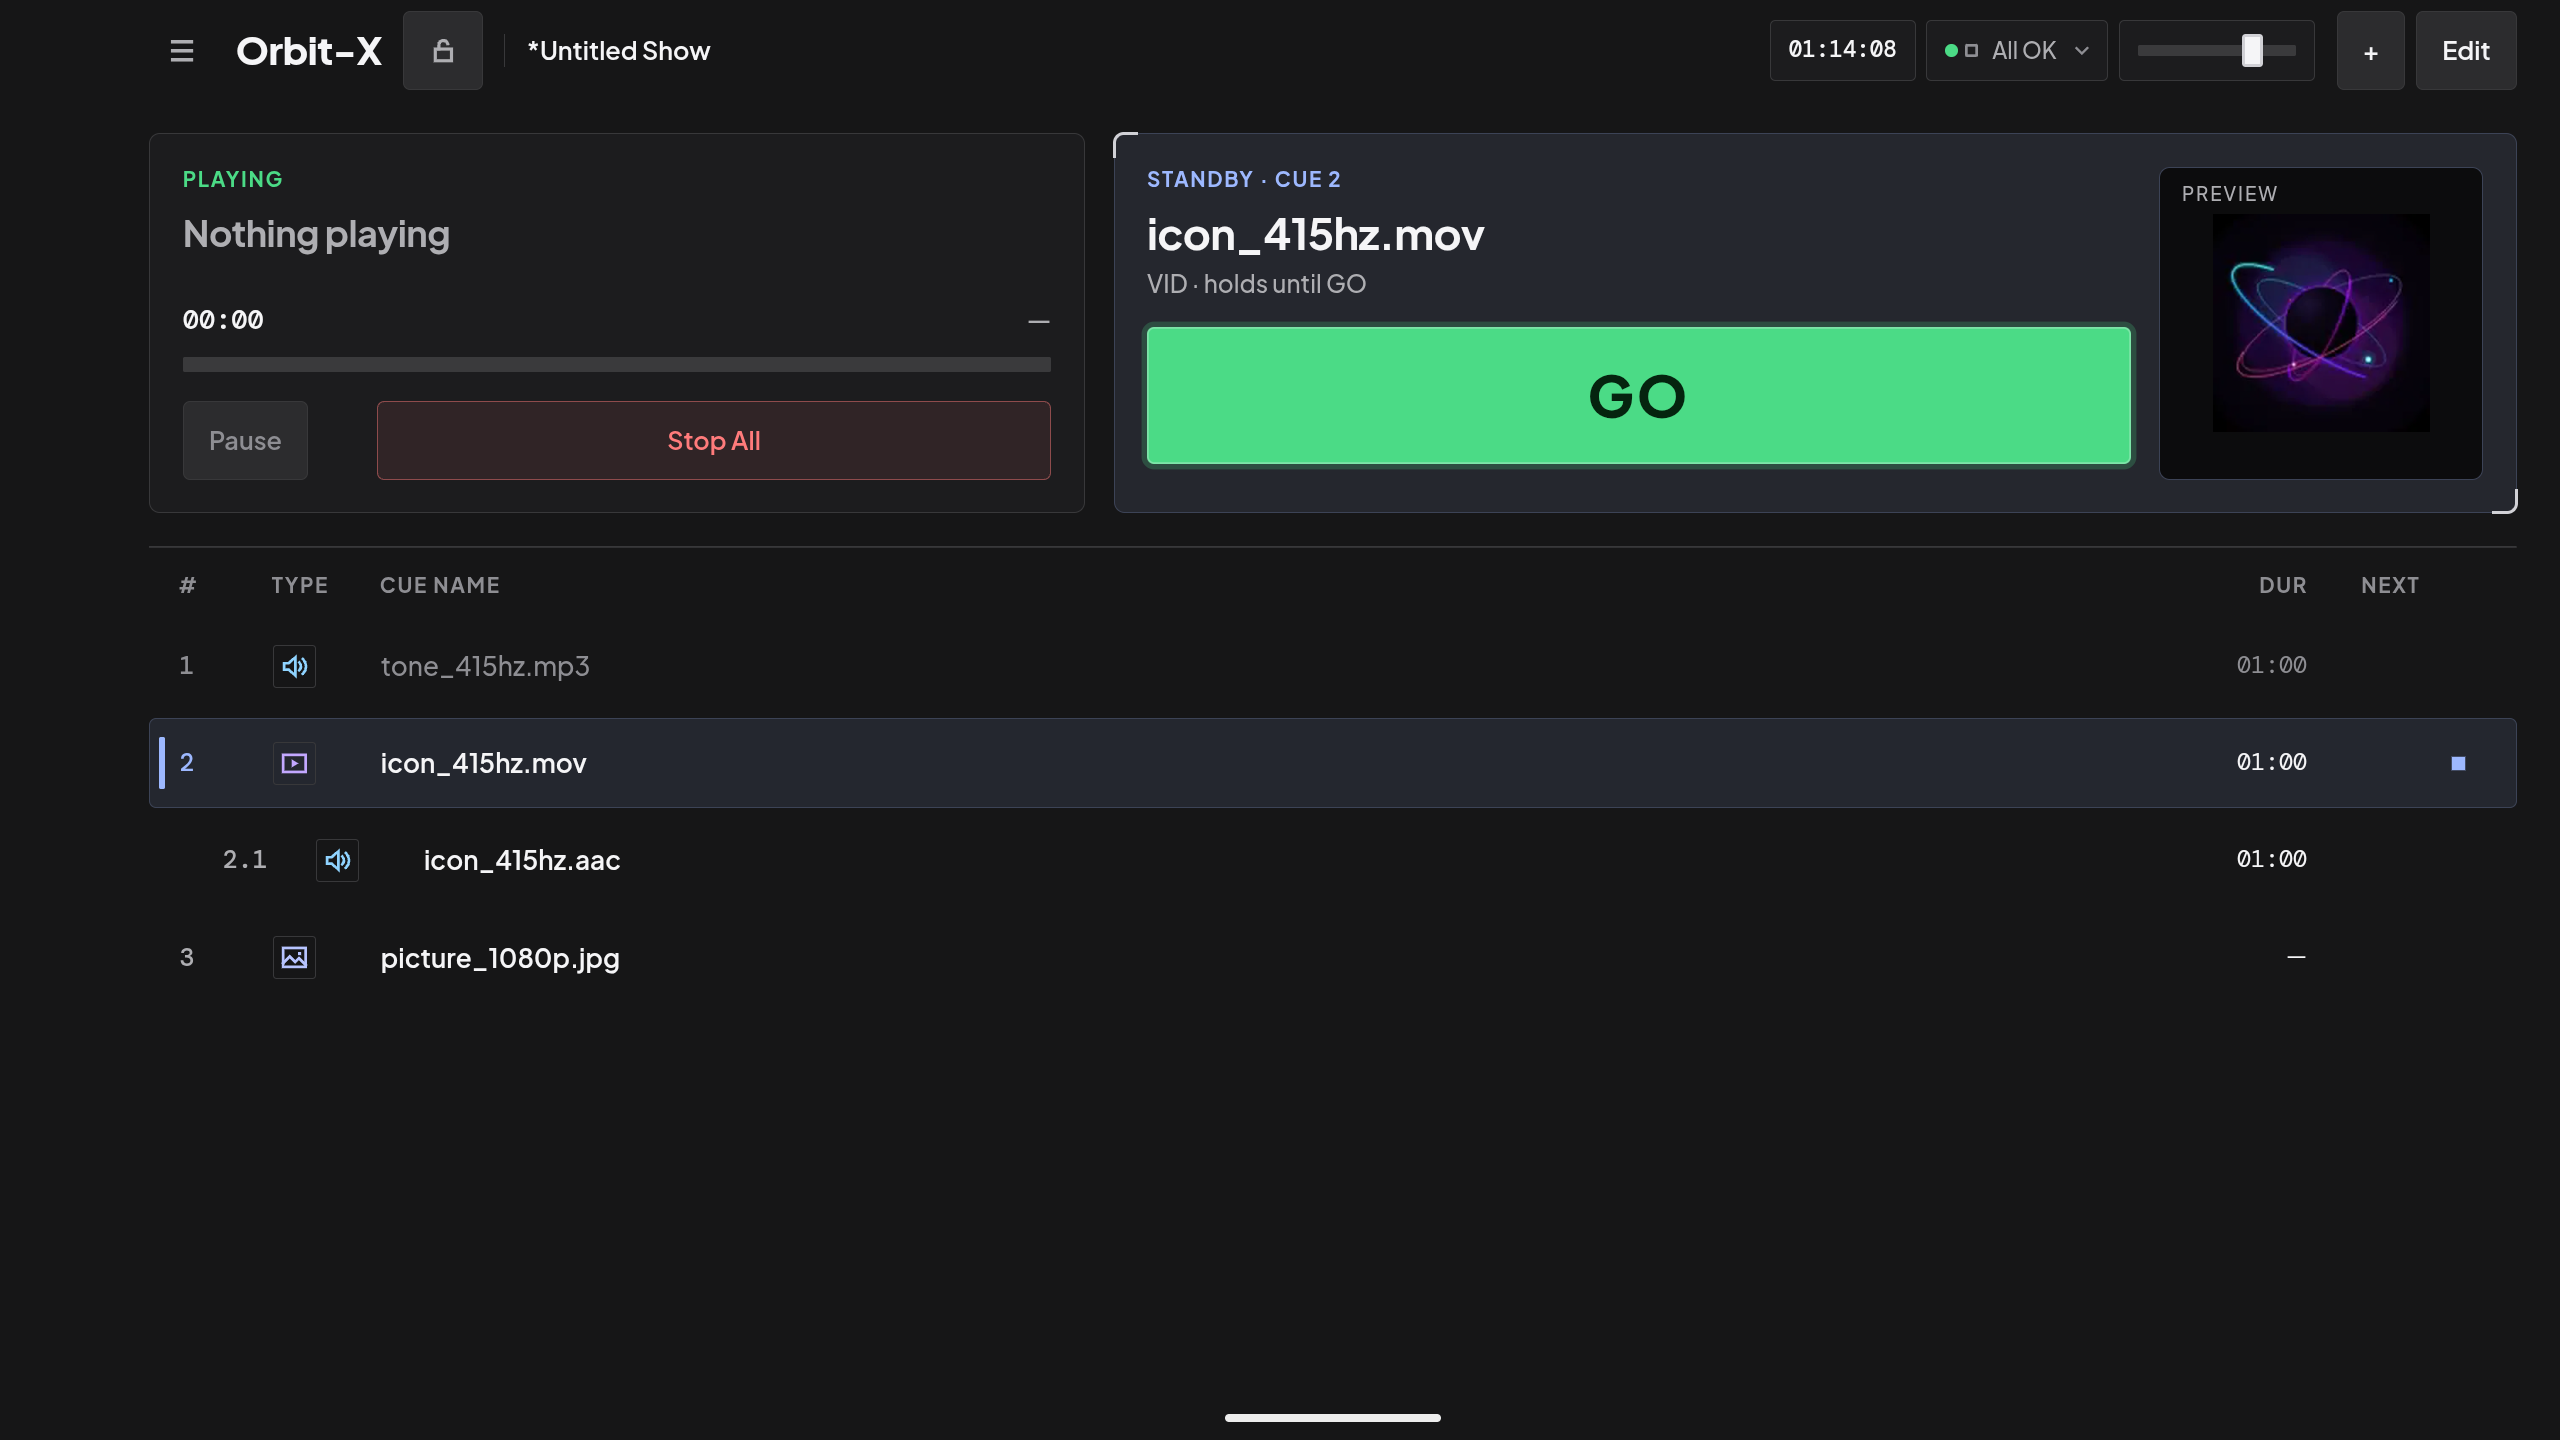 Orbit-X
*Untitled Show
01:14:08
All OK
+
Edit
PLAYING
Nothing playing
00:00
—
Pause
Stop All
STANDBY · CUE 2
icon_415hz.mov
VID · holds until GO
GO
PREVIEW
# TYPE CUE NAME DUR NEXT
1 tone_415hz.mp3 01:00
2 icon_415hz.mov 01:00
2.1 icon_415hz.aac 01:00
3 picture_1080p.jpg —